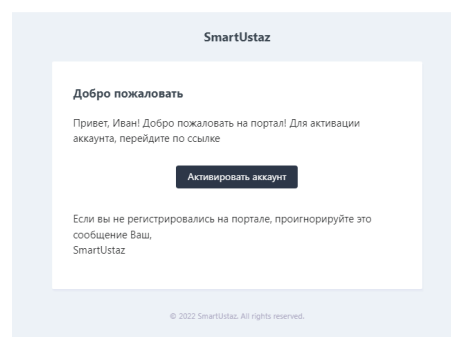 SmartUstaz
Добро пожаловать
Привет, Иван! Добро пожаловать на портал! Для активации
аккаунта, перейдите по ссылке
Активировать аккаунт
Если вы не регистрировались на портале, проигнорируйте это
сообщение Ваш,
SmartUstaz
© 2022 SmartUstaz. All rights reserved.